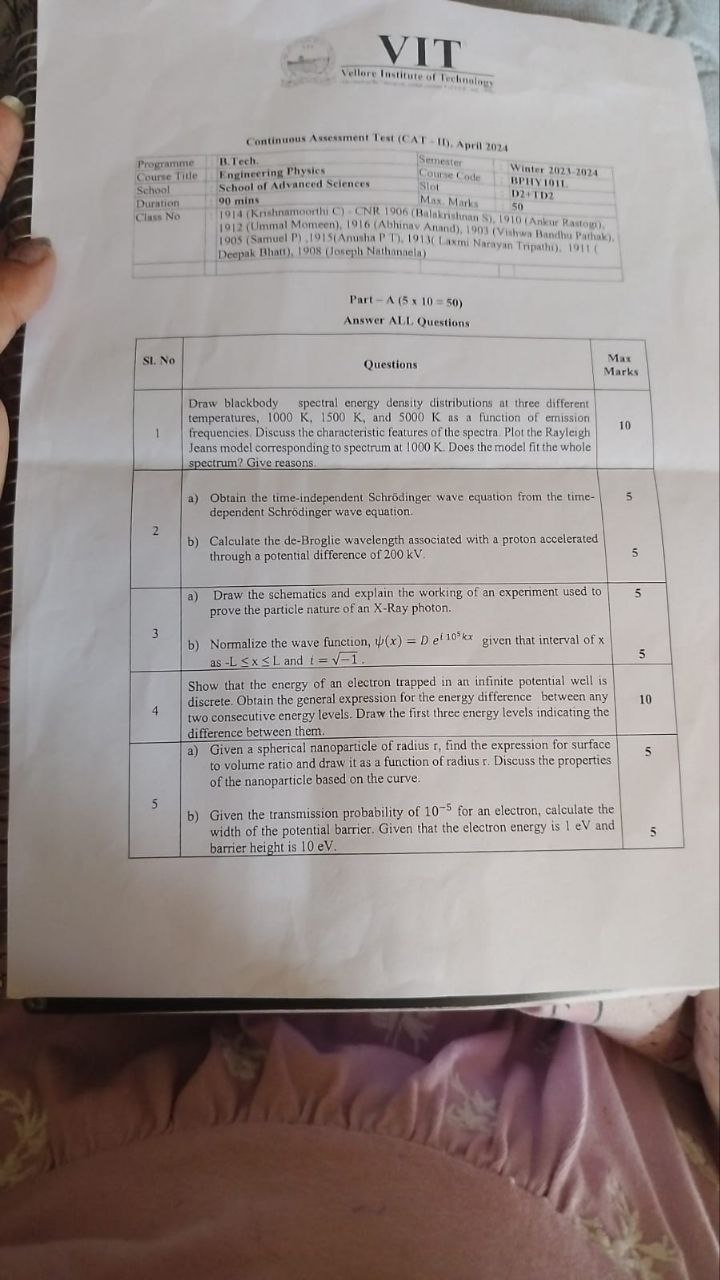 VIT
Vellore Institute of Technology
Continuous Assessment Test (CAT - II), April 2024
Programme : B.Tech. Semester : Winter 2023-2024
Course Title : Engineering Physics Course Code : BPHY101L
School : School of Advanced Sciences Slot : D2+TD2
Duration : 90 mins Max. Marks : 50
Class No : 1914 (Krishnamoorthi C) - CNR 1906 (Balakrishnan S), 1910 (Ankur Rastogi),
1912 (Ummal Momeen), 1916 (Abhinav Anand), 1903 (Vishwa Bandhu Pathak),
1905 (Samuel P) ,1915(Anusha P T), 1913( Laxmi Narayan Tripathi), 1911 (
Deepak Bhatt), 1908 (Joseph Nathanaela)
Part – A (5 x 10 = 50)
Answer ALL Questions
Sl. No Questions Max Marks
1 Draw blackbody spectral energy density distributions at three different 10
temperatures, 1000 K, 1500 K, and 5000 K as a function of emission
frequencies. Discuss the characteristic features of the spectra. Plot the Rayleigh
Jeans model corresponding to spectrum at 1000 K. Does the model fit the whole
spectrum? Give reasons.
2 a) Obtain the time-independent Schrödinger wave equation from the time- 5
dependent Schrödinger wave equation.
b) Calculate the de-Broglie wavelength associated with a proton accelerated 5
through a potential difference of 200 kV.
3 a) Draw the schematics and explain the working of an experiment used to 5
prove the particle nature of an X-Ray photon.
b) Normalize the wave function, ψ(x) = D e^{i 10^5 kx} given that interval of x 5
as -L ≤ x ≤ L and i = √−1 .
4 Show that the energy of an electron trapped in an infinite potential well is 10
discrete. Obtain the general expression for the energy difference between any
two consecutive energy levels. Draw the first three energy levels indicating the
difference between them.
5 a) Given a spherical nanoparticle of radius r, find the expression for surface 5
to volume ratio and draw it as a function of radius r. Discuss the properties
of the nanoparticle based on the curve.
b) Given the transmission probability of 10⁻⁵ for an electron, calculate the 5
width of the potential barrier. Given that the electron energy is 1 eV and
barrier height is 10 eV.